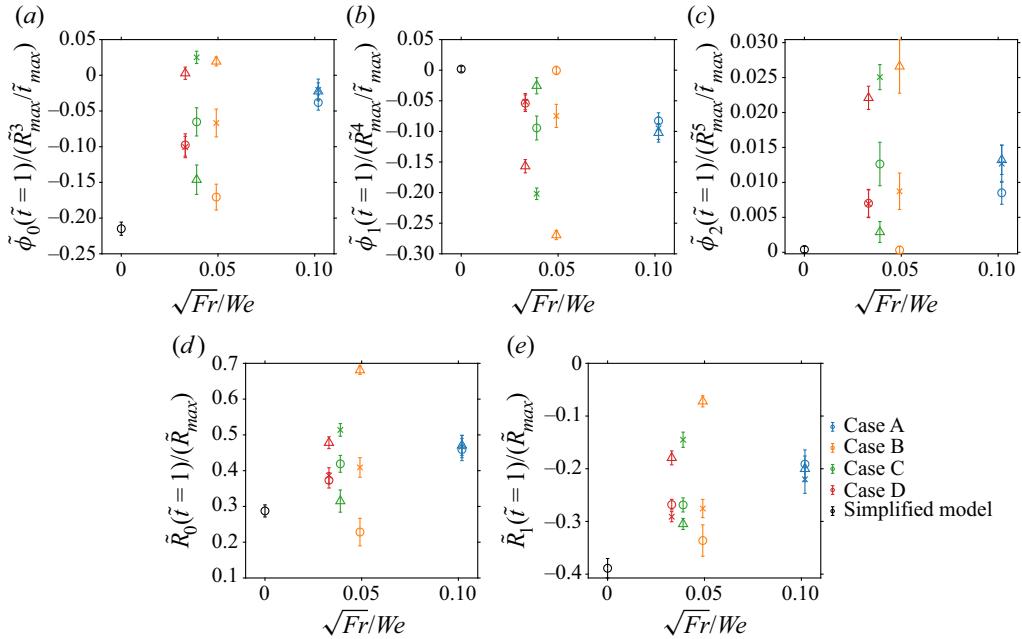 (a)
0.05
0
−0.05
−0.10
−0.15
−0.20
−0.25
0
0.05
0.10
√Fr/We
ϕ̃₀(t̃ = 1)/(R̃³max/t̃max)
(b)
0.05
0
−0.05
−0.10
−0.15
−0.20
−0.25
−0.30
0
0.05
0.10
√Fr/We
ϕ̃₁(t̃ = 1)/(R̃⁴max/t̃max)
(c)
0.030
0.025
0.020
0.015
0.010
0.005
0
0
0.05
0.10
√Fr/We
ϕ̃₂(t̃ = 1)/(R̃⁵max/t̃max)
(d)
0.7
0.6
0.5
0.4
0.3
0.2
0.1
0
0.05
0.10
√Fr/We
R̃₀(t̃ = 1)/(R̃max)
(e)
0
−0.1
−0.2
−0.3
−0.4
0
0.05
0.10
√Fr/We
R̃₁(t̃ = 1)/(R̃max)
Case A
Case B
Case C
Case D
Simplified model